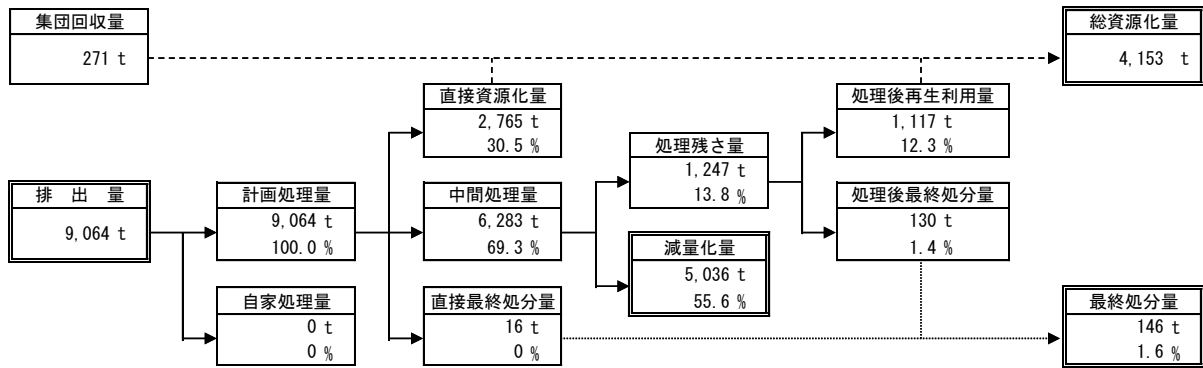 集団回収量
271 t
総資源化量
4,153 t
直接資源化量
2,765 t
30.5 %
処理後再生利用量
1,117 t
12.3 %
処理残さ量
1,247 t
13.8 %
排 出 量
9,064 t
計画処理量
9,064 t
100.0 %
中間処理量
6,283 t
69.3 %
処理後最終処分量
130 t
1.4 %
減量化量
5,036 t
55.6 %
自家処理量
0 t
0 %
直接最終処分量
16 t
0 %
最終処分量
146 t
1.6 %